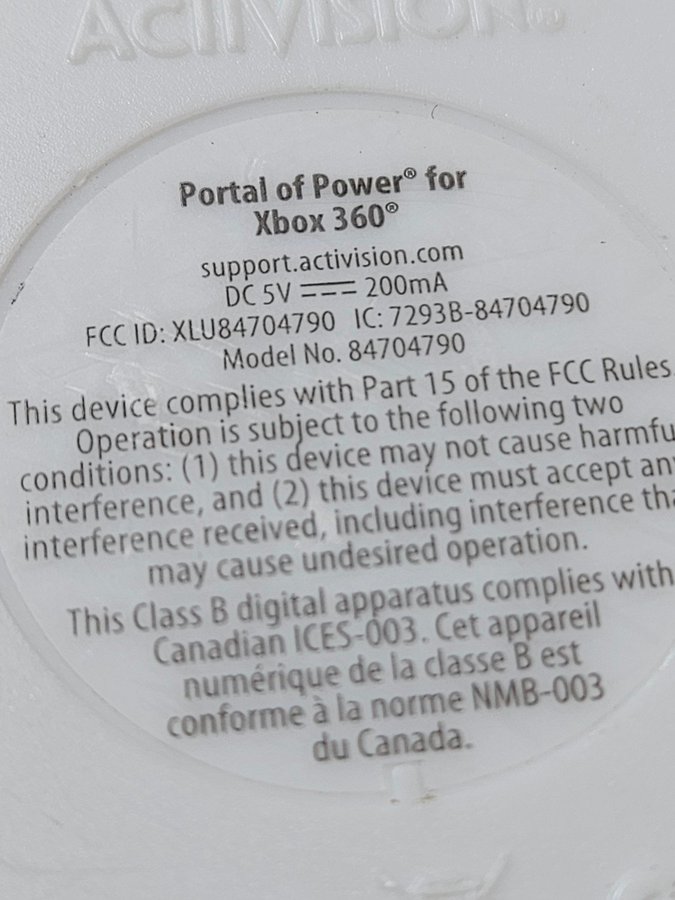 ACTIVISION®
Portal of Power® for
Xbox 360®
support.activision.com
DC 5V ⎓ 200mA
FCC ID: XLU84704790 IC: 7293B-84704790
Model No. 84704790
This device complies with Part 15 of the FCC Rules.
Operation is subject to the following two
conditions: (1) this device may not cause harmfu
interference, and (2) this device must accept an
interference received, including interference tha
may cause undesired operation.
This Class B digital apparatus complies with
Canadian ICES-003. Cet appareil
numérique de la classe B est
conforme à la norme NMB-003
du Canada.